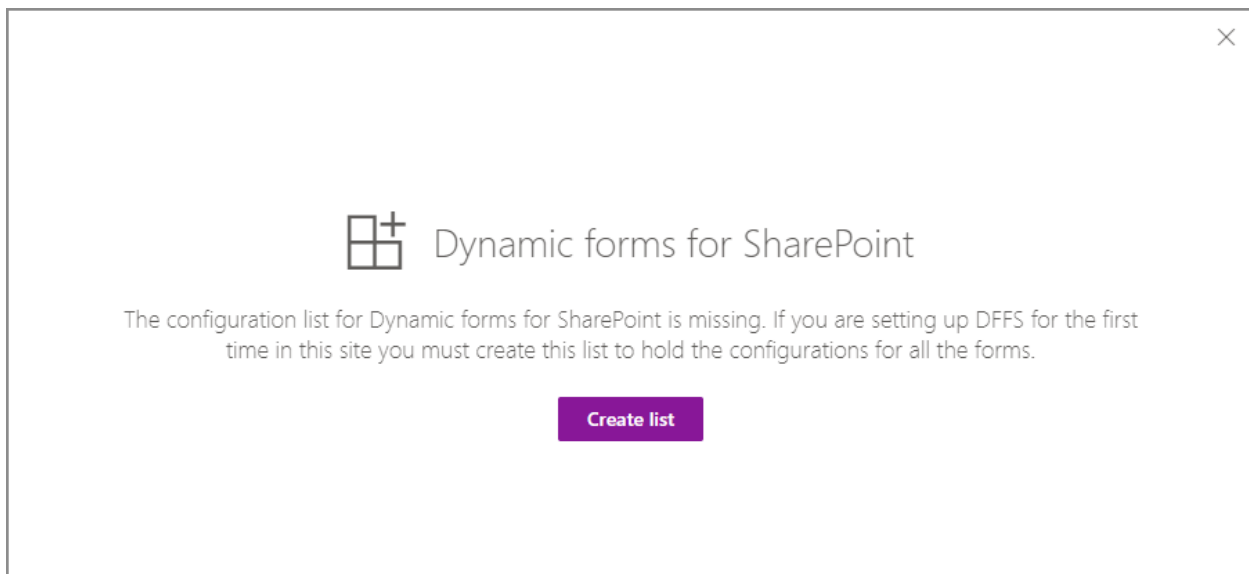 Dynamic forms for SharePoint
The configuration list for Dynamic forms for SharePoint is missing. If you are setting up DFFS for the first
time in this site you must create this list to hold the configurations for all the forms.
Create list